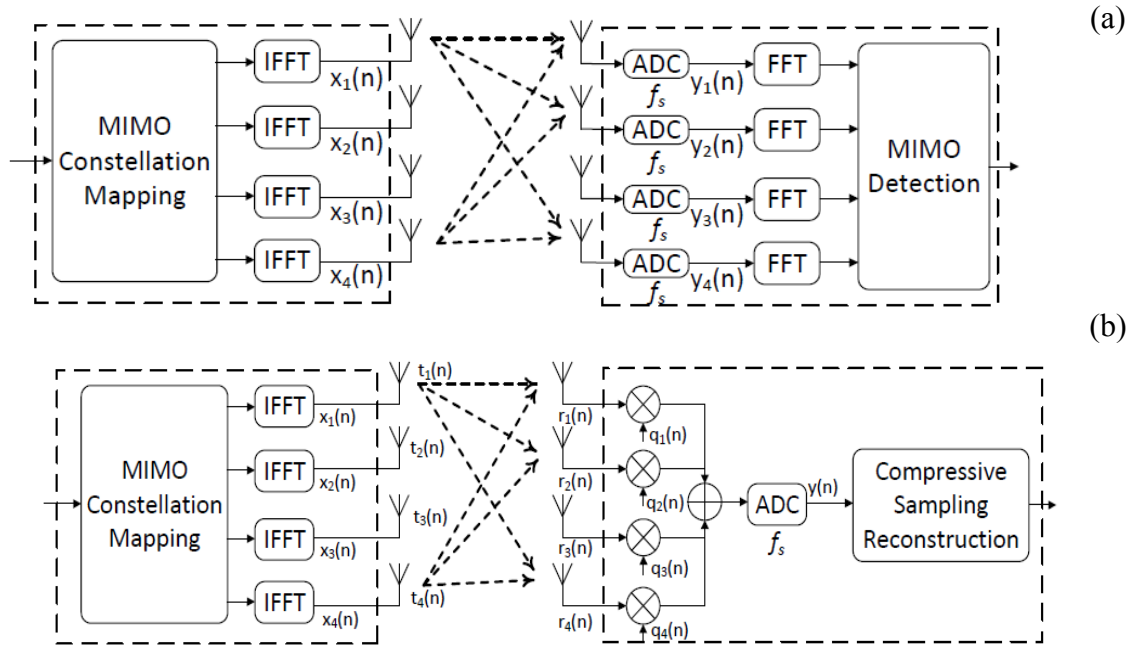 (a)
MIMO
Constellation
Mapping
IFFT
x₁(n)
IFFT
x₂(n)
IFFT
x₃(n)
IFFT
x₄(n)
ADC
fₛ
y₁(n)
FFT
ADC
fₛ
y₂(n)
FFT
ADC
fₛ
y₃(n)
FFT
ADC
fₛ
y₄(n)
FFT
MIMO
Detection
(b)
MIMO
Constellation
Mapping
IFFT
x₁(n)
IFFT
x₂(n)
IFFT
x₃(n)
IFFT
x₄(n)
t₁(n)
t₂(n)
t₃(n)
t₄(n)
r₁(n)
q₁(n)
r₂(n)
q₂(n)
r₃(n)
q₃(n)
r₄(n)
q₄(n)
ADC
fₛ
y(n)
Compressive
Sampling
Reconstruction